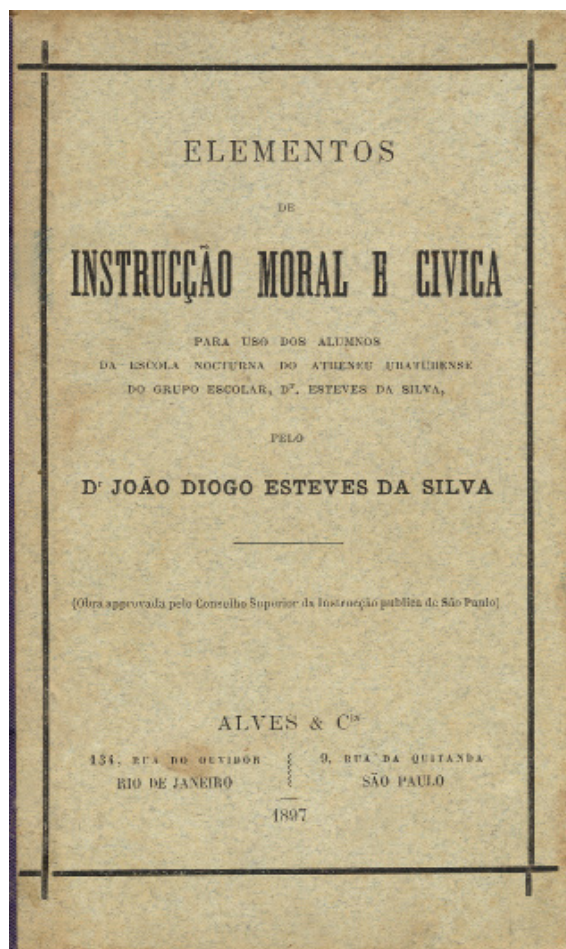 ELEMENTOS
DE
INSTRUCÇÃO MORAL E CIVICA
PARA USO DOS ALUMNOS
DA ESCOLA NOCTURNA DO ATHENEU UBATUBENSE
DO GRUPO ESCOLAR, Dr. ESTEVES DA SILVA,
PELO
Dr JOÃO DIOGO ESTEVES DA SILVA
(Obra approvada pelo Conselho Superior da Instrucção publica de São Paulo)
ALVES & Cia
134, RUA DO OUVIDOR
RIO DE JANEIRO
9, RUA DA QUITANDA
SÃO PAULO
1897